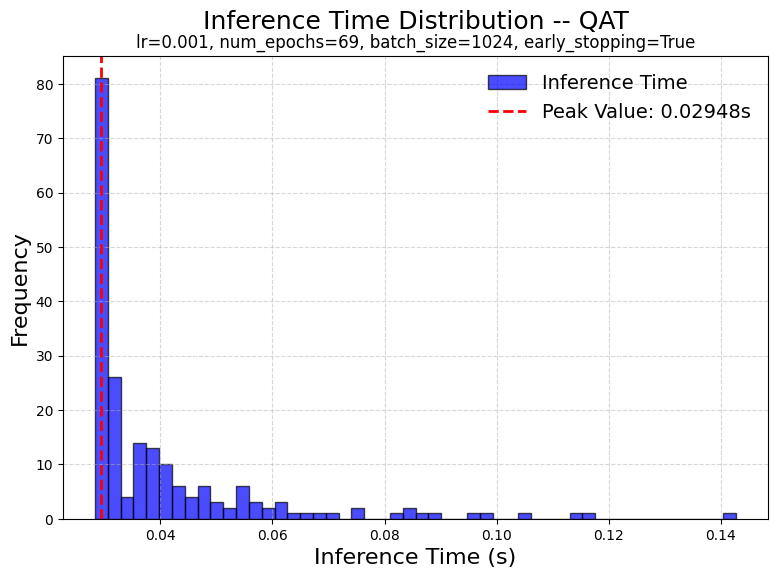 Inference Time Distribution -- QAT
lr=0.001, num_epochs=69, batch_size=1024, early_stopping=True
Inference Time
Peak Value: 0.02948s
Frequency
80
70
60
50
40
30
20
10
0
0.04 0.06 0.08 0.10 0.12 0.14
Inference Time (s)